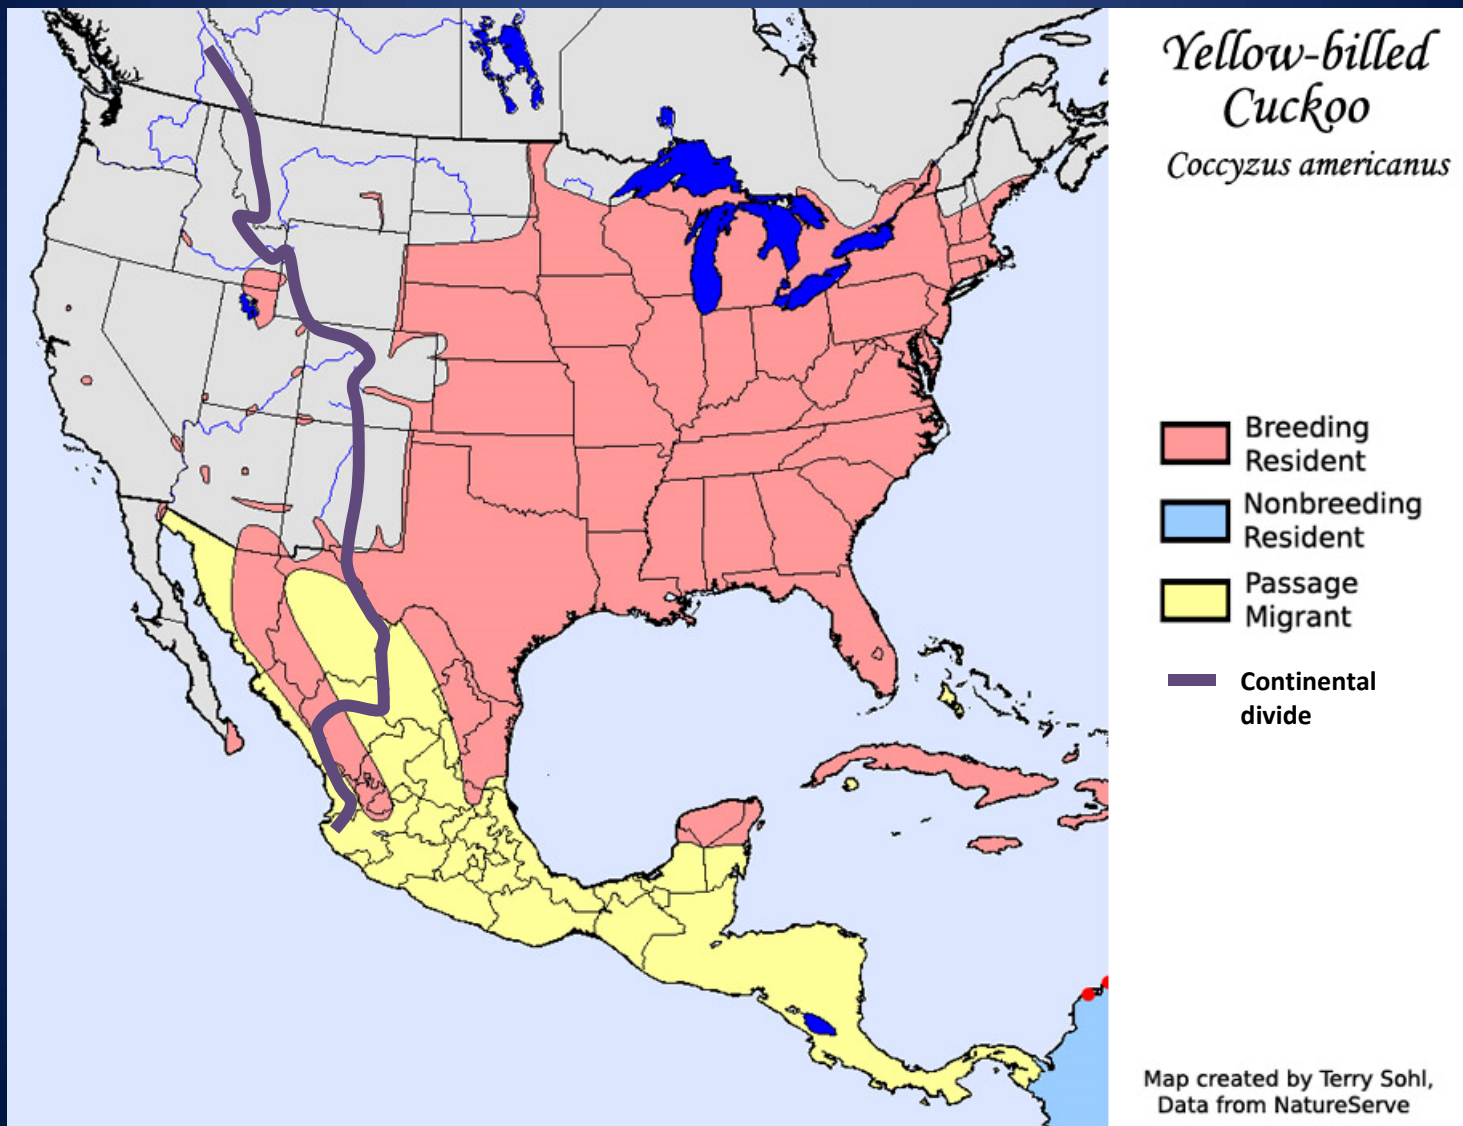 Yellow-billed
Cuckoo
Coccyzus americanus
Breeding
Resident
Nonbreeding
Resident
Passage
Migrant
Continental
divide
Map created by Terry Sohl,
Data from NatureServe